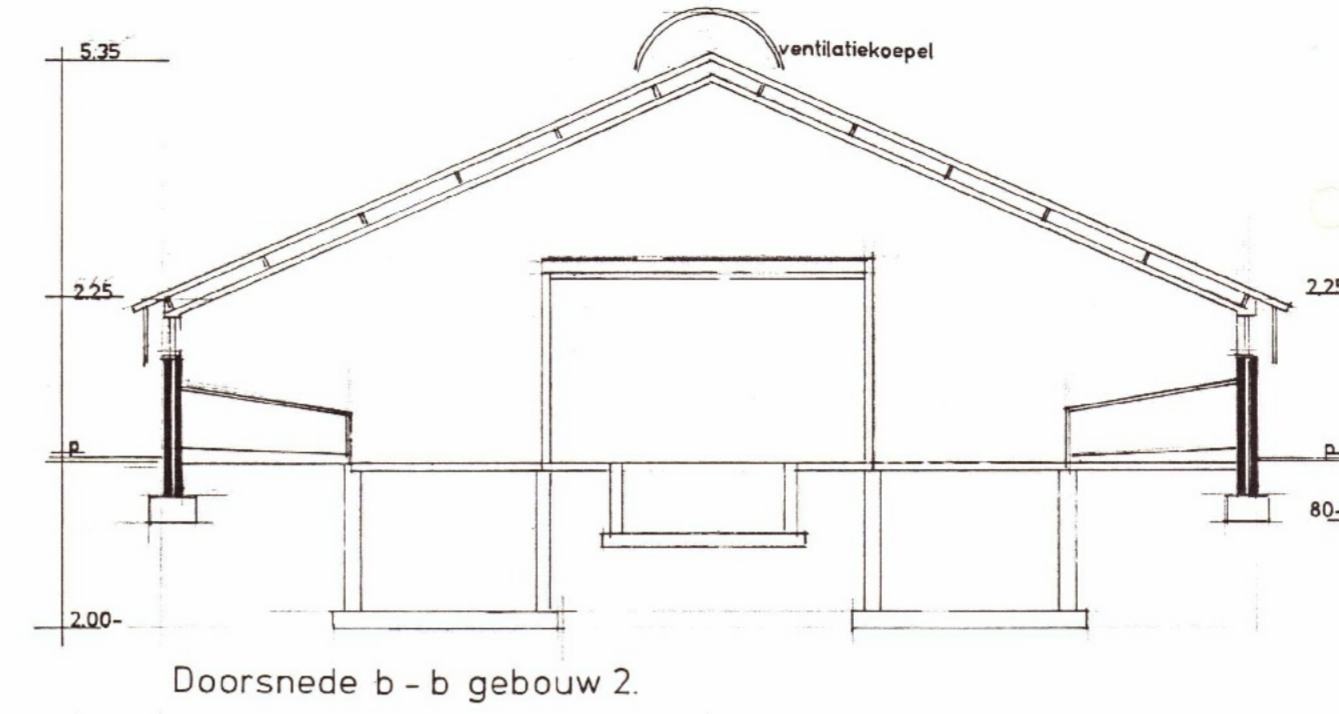 5.35
ventilatiekoepel
2.25
2.25
p
p
80-
2.00-
Doorsnede b-b gebouw 2.